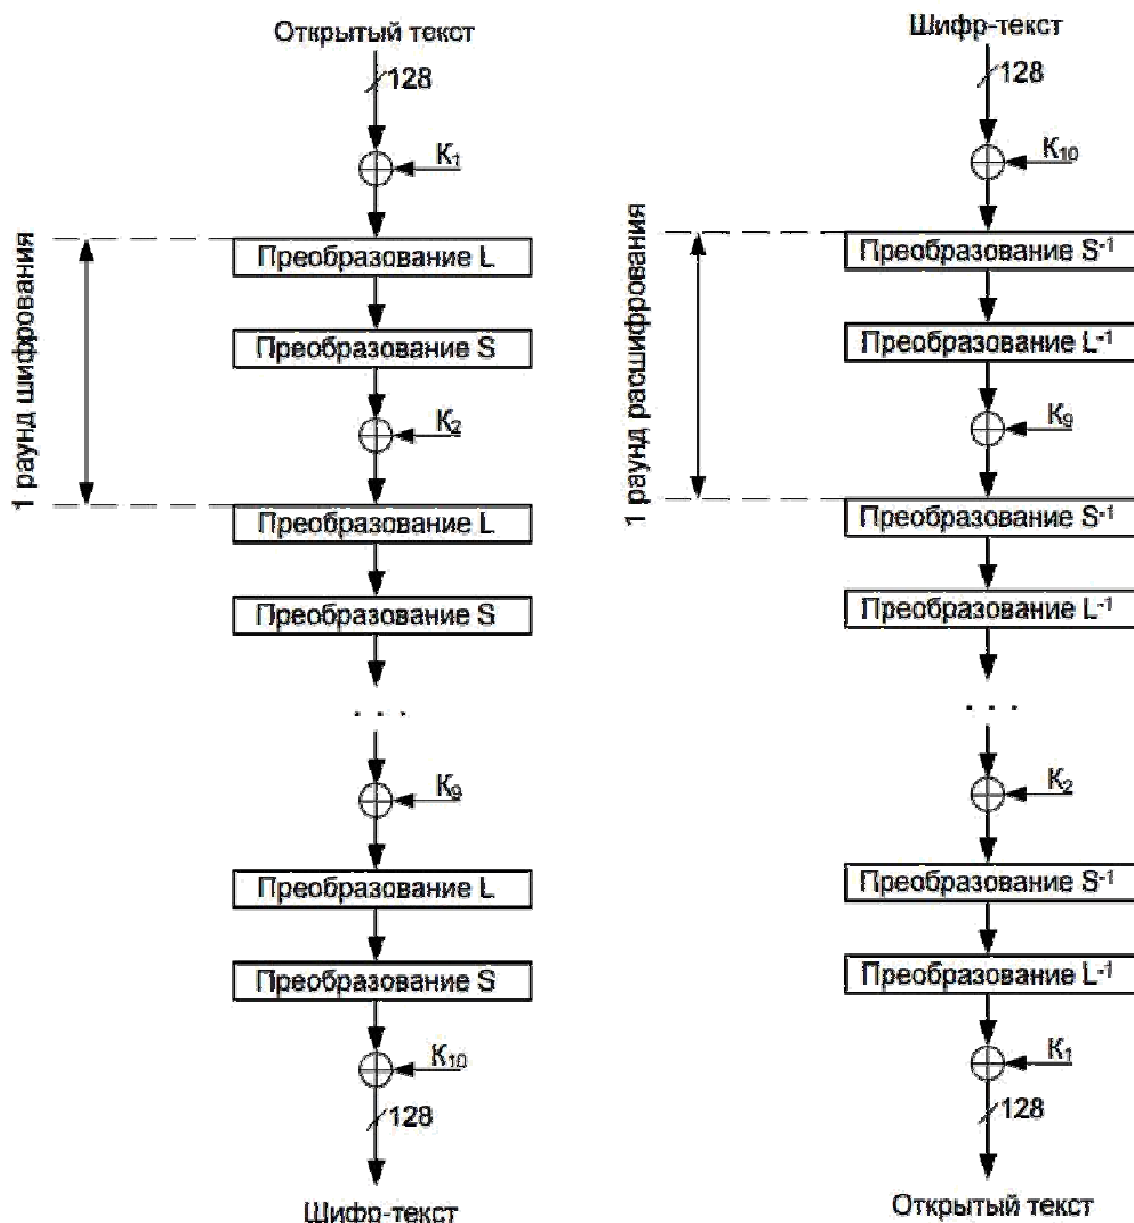 Открытый текст
128
K1
1 раунд шифрования
Преобразование L
Преобразование S
K2
Преобразование L
Преобразование S
. . .
K9
Преобразование L
Преобразование S
K10
128
Шифр-текст
Шифр-текст
128
K10
1 раунд расшифрования
Преобразование S-1
Преобразование L-1
K9
Преобразование S-1
Преобразование L-1
. . .
K2
Преобразование S-1
Преобразование L-1
K1
128
Открытый текст